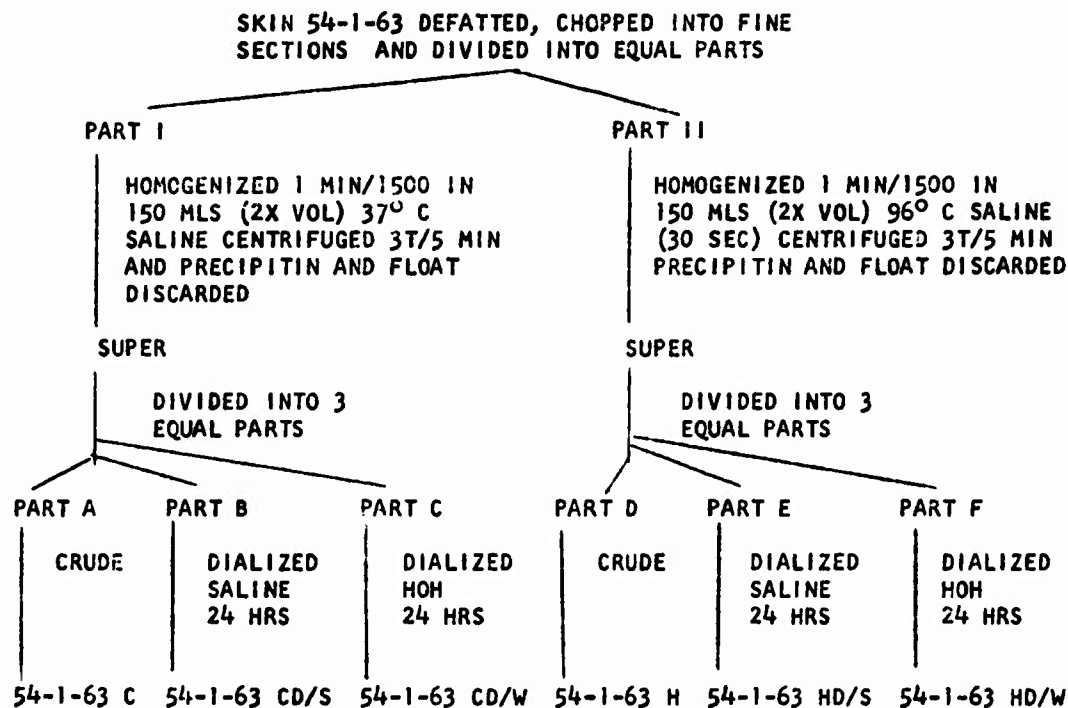 SKIN 54-1-63 DEFATTED, CHOPPED INTO FINE
SECTIONS AND DIVIDED INTO EQUAL PARTS
PART I
HOMOGENIZED 1 MIN/1500 IN
150 MLS (2X VOL) 37° C
SALINE CENTRIFUGED 3T/5 MIN
AND PRECIPITIN AND FLOAT
DISCARDED
SUPER
DIVIDED INTO 3
EQUAL PARTS
PART II
HOMOGENIZED 1 MIN/1500 IN
150 MLS (2X VOL) 96° C SALINE
(30 SEC) CENTRIFUGED 3T/5 MIN
PRECIPITIN AND FLOAT DISCARDED
SUPER
DIVIDED INTO 3
EQUAL PARTS
PART A
CRUDE
54-1-63 C
PART B
DIALIZED
SALINE
24 HRS
54-1-63 CD/S
PART C
DIALIZED
HOH
24 HRS
54-1-63 CD/W
PART D
CRUDE
54-1-63 H
PART E
DIALIZED
SALINE
24 HRS
54-1-63 HD/S
PART F
DIALIZED
HOH
24 HRS
54-1-63 HD/W